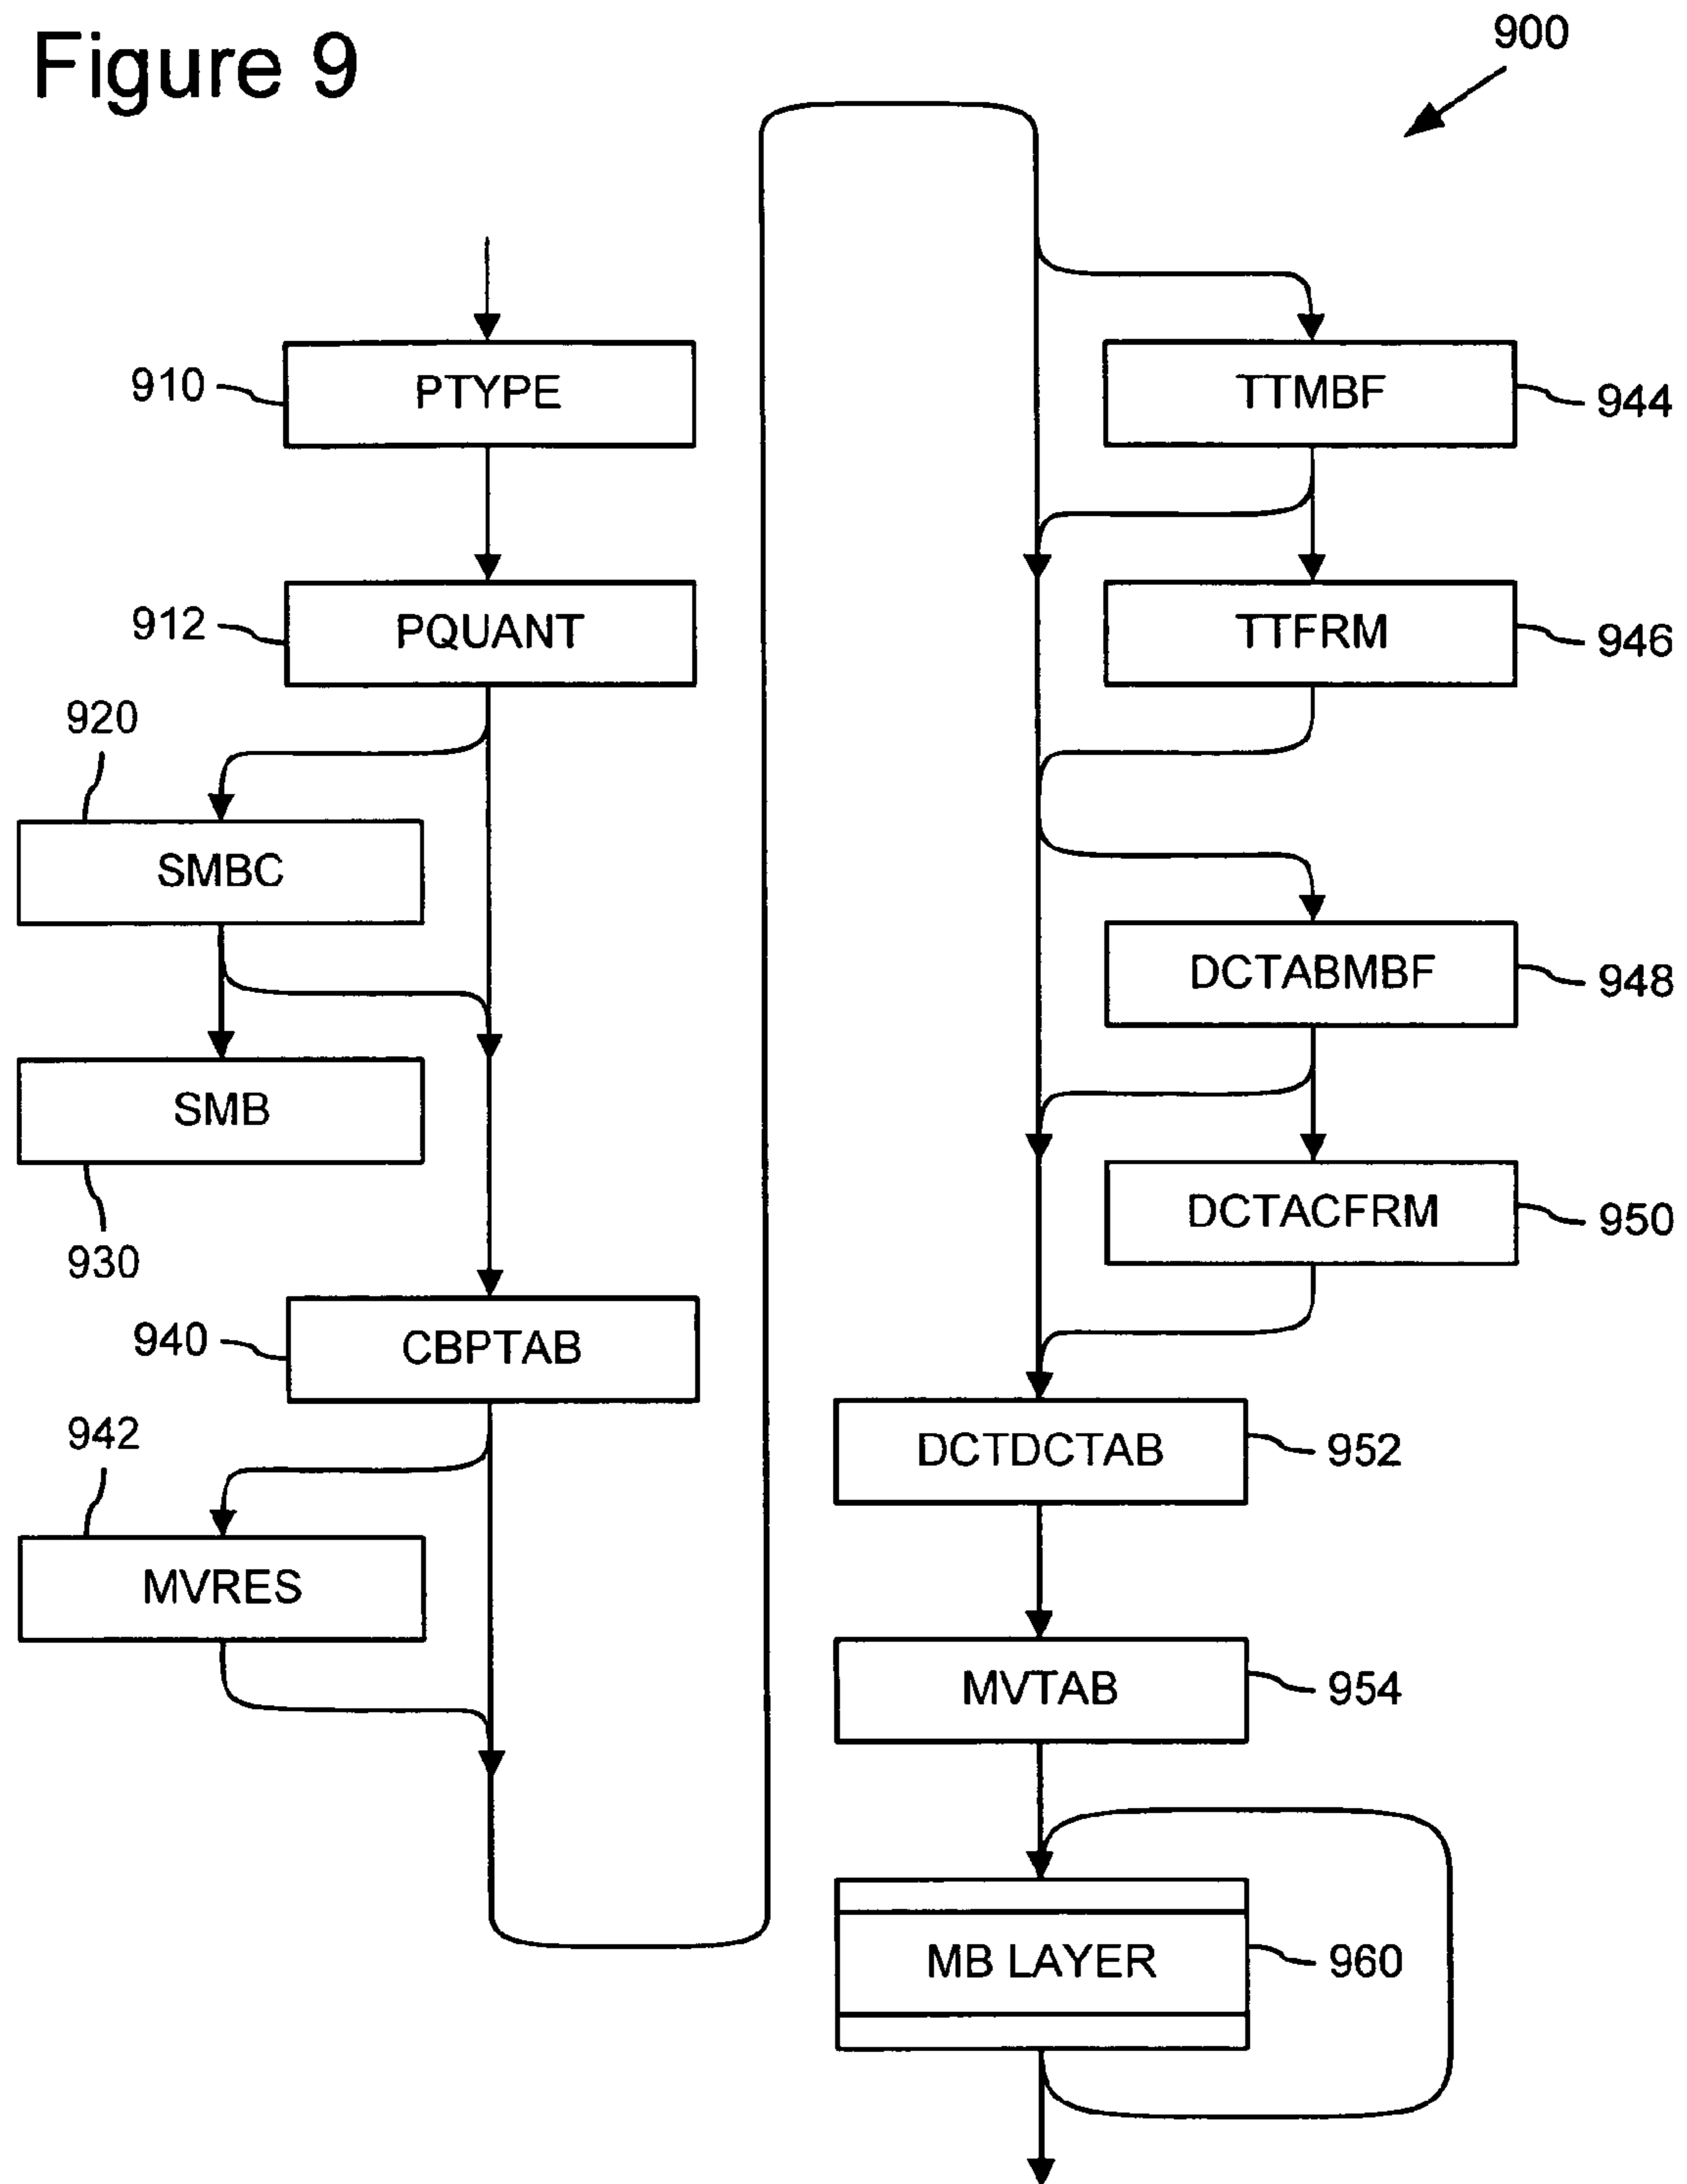 Figure 9
900
910
PTYPE
912
PQUANT
920
SMBC
SMB
930
940
CBPTAB
942
MVRES
TTMBF
944
TTFRM
946
DCTABMBF
948
DCTACFRM
950
DCTDCTAB
952
MVTAB
954
MB LAYER
960